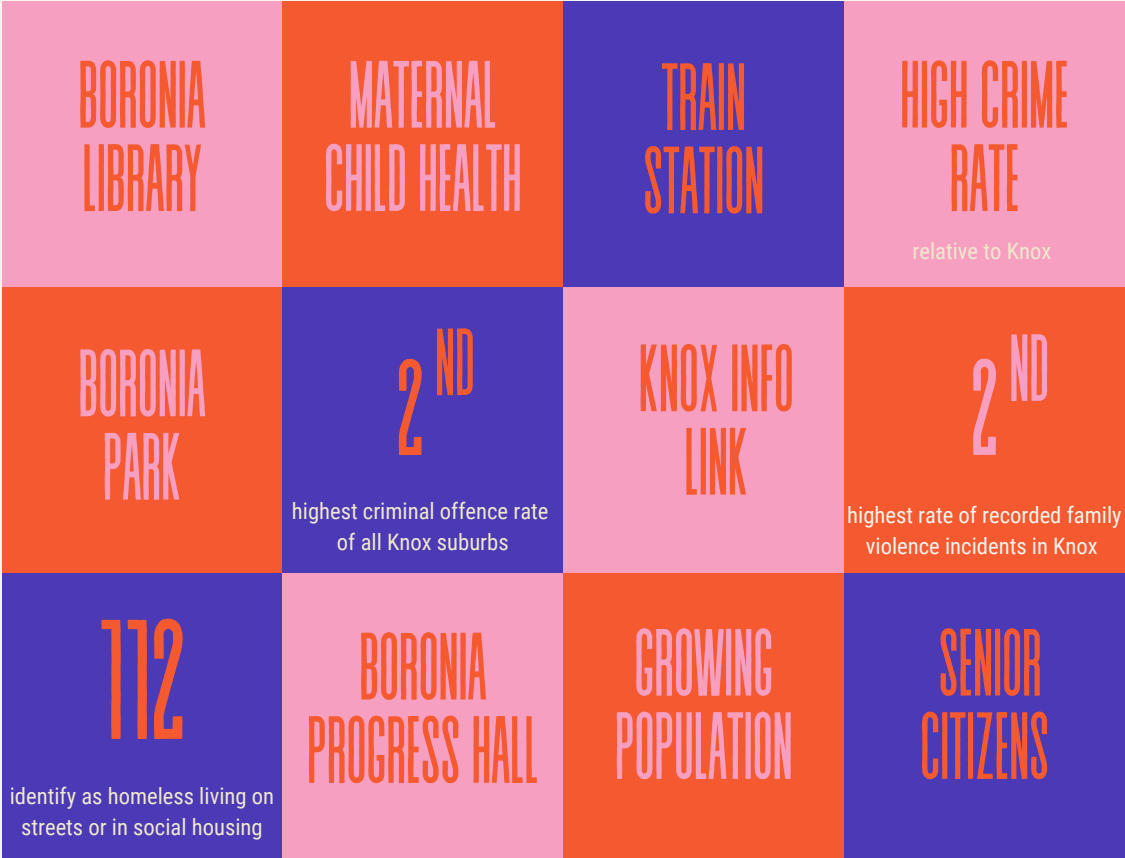 BORONIA
LIBRARY
MATERNAL
CHILD HEALTH
TRAIN
STATION
HIGH CRIME
RATE
relative to Knox
BORONIA
PARK
2ND
highest criminal offence rate
of all Knox suburbs
KNOX INFO
LINK
2ND
highest rate of recorded family
violence incidents in Knox
112
identify as homeless living on
streets or in social housing
BORONIA
PROGRESS HALL
GROWING
POPULATION
SENIOR
CITIZENS